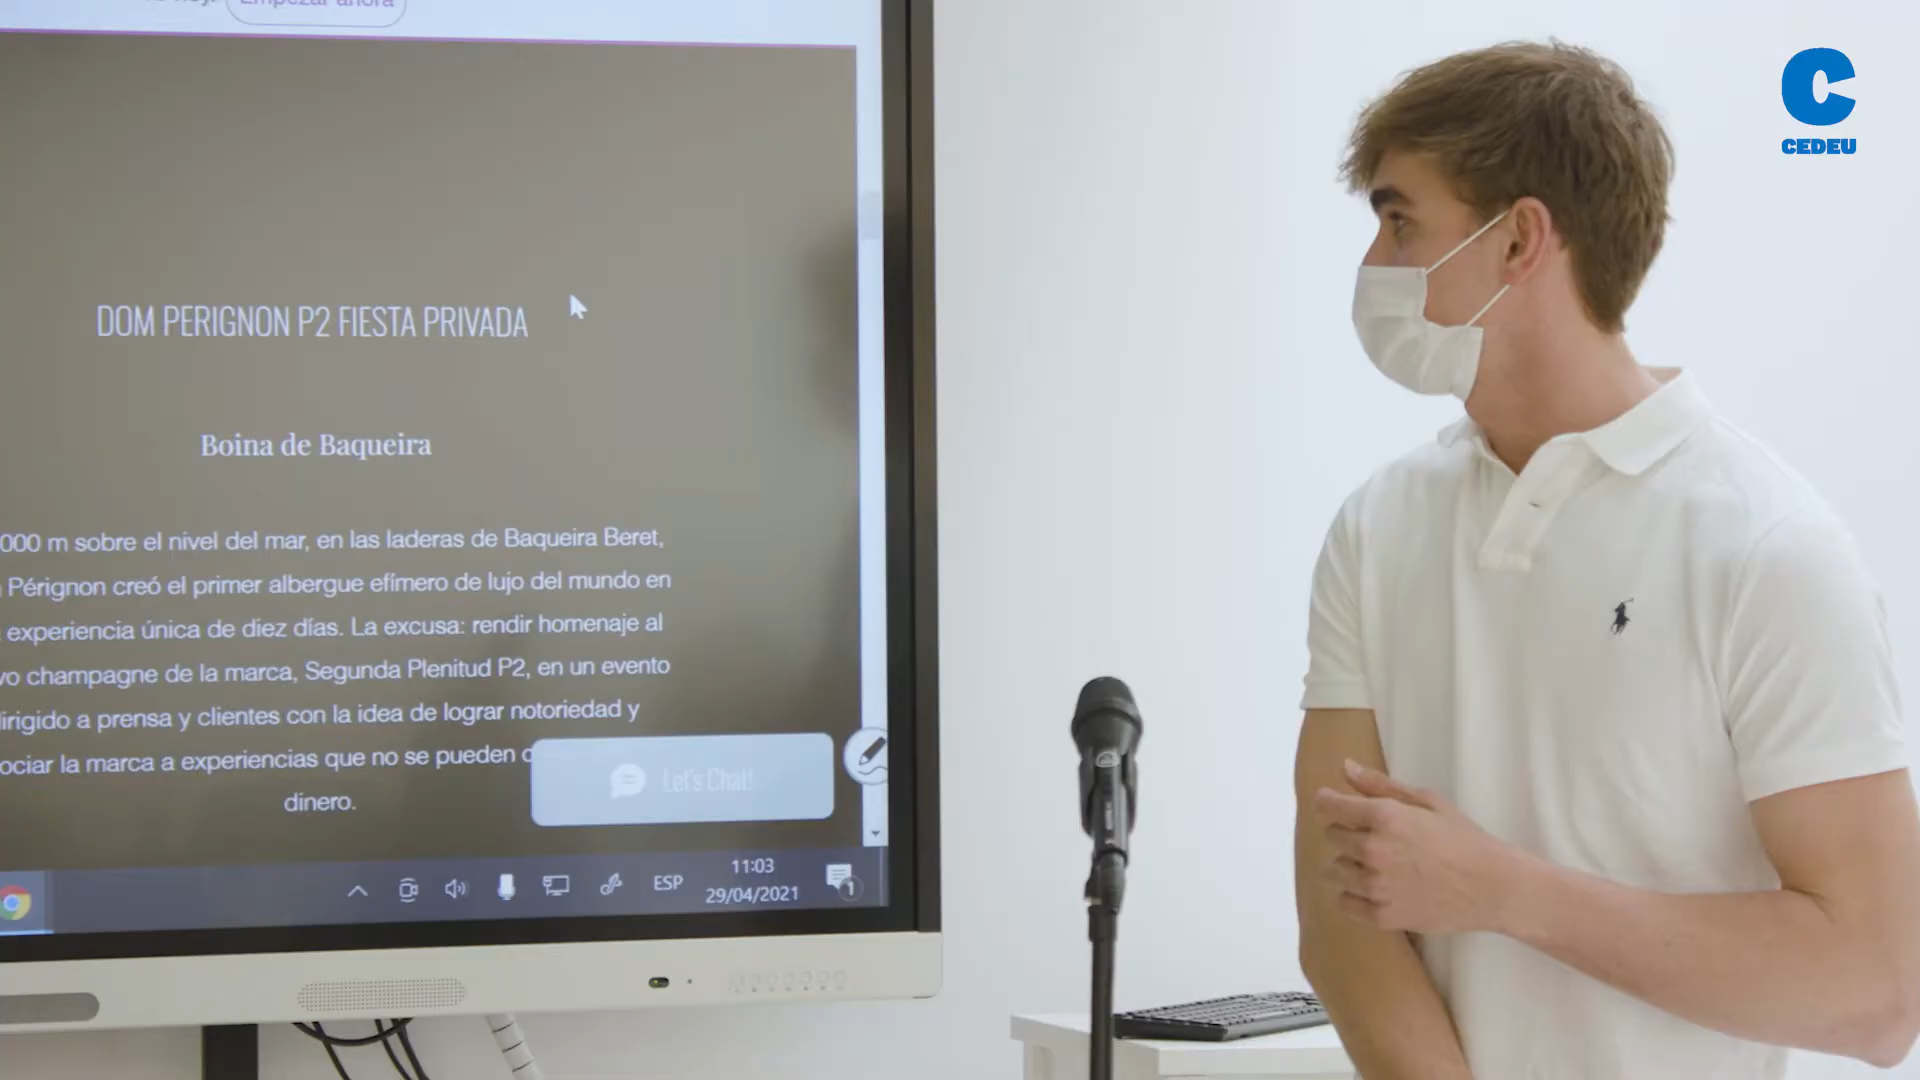 Empezar ahora
C
CEDEU
DOM PERIGNON P2 FIESTA PRIVADA
Boina de Baqueira
000 m sobre el nivel del mar, en las laderas de Baqueira Beret,
Pérignon creó el primer albergue efímero de lujo del mundo en
experiencia única de diez días. La excusa: rendir homenaje al
vo champagne de la marca, Segunda Plenitud P2, en un evento
irigido a prensa y clientes con la idea de lograr notoriedad y
ociar la marca a experiencias que no se pueden
dinero.
Let's Chat!
ESP
11:03
29/04/2021
1